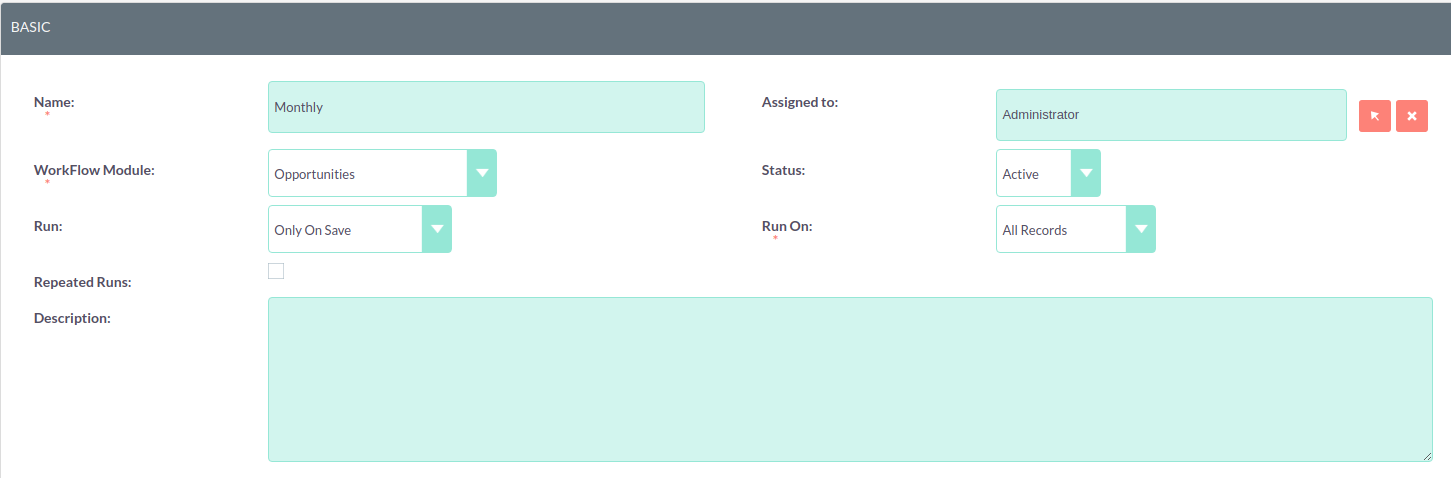 BASIC
Name:
*
Monthly
Assigned to:
Administrator
WorkFlow Module:
*
Opportunities
Status:
Active
Run:
Only On Save
Run On:
*
All Records
Repeated Runs:
Description: